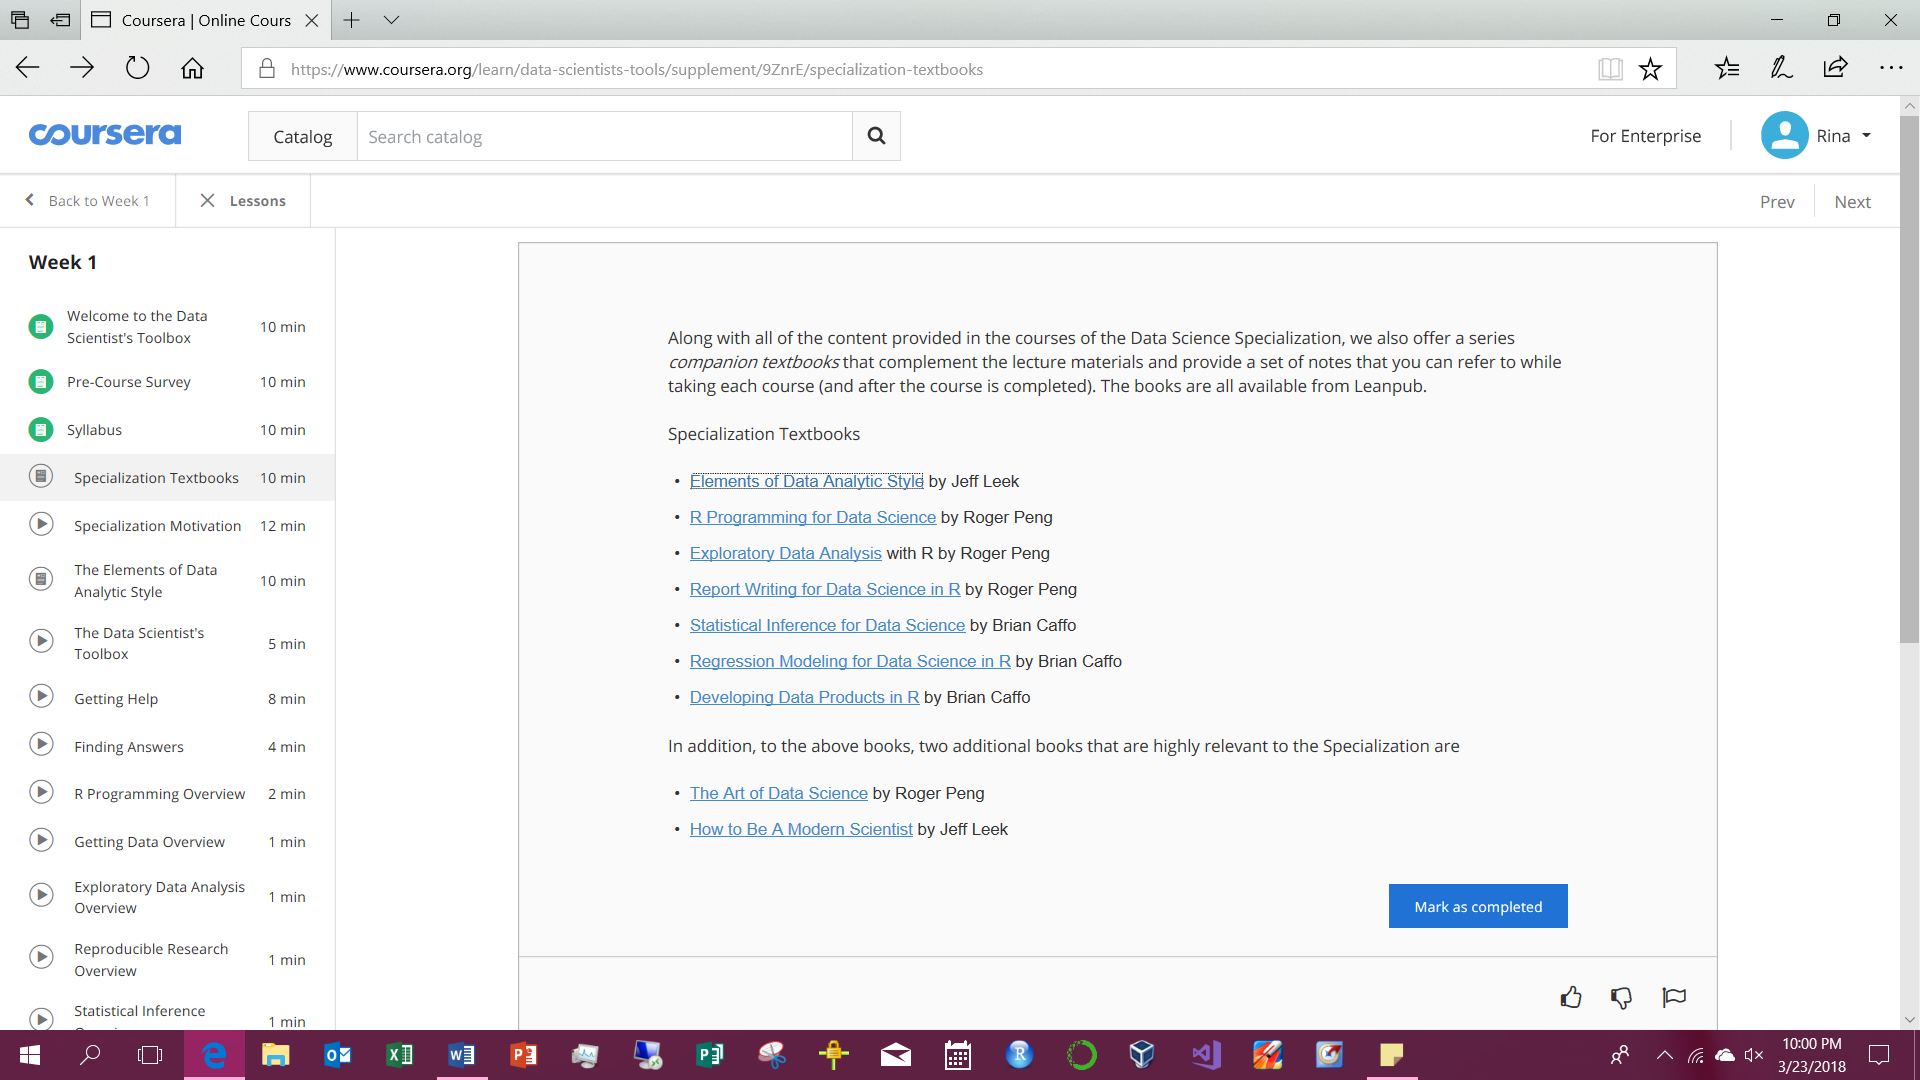 Coursera | Online Cours
https://www.coursera.org/learn/data-scientists-tools/supplement/9ZnrE/specialization-textbooks
coursera
Catalog
Search catalog
For Enterprise
Rina
Back to Week 1
Lessons
Prev
Next
Week 1
Welcome to the Data
Scientist's Toolbox
10 min
Pre-Course Survey
10 min
Syllabus
10 min
Specialization Textbooks
10 min
Specialization Motivation
12 min
The Elements of Data
Analytic Style
10 min
The Data Scientist's
Toolbox
5 min
Getting Help
8 min
Finding Answers
4 min
R Programming Overview
2 min
Getting Data Overview
1 min
Exploratory Data Analysis
Overview
1 min
Reproducible Research
Overview
1 min
Statistical Inference
1 min
Along with all of the content provided in the courses of the Data Science Specialization, we also offer a series
companion textbooks that complement the lecture materials and provide a set of notes that you can refer to while
taking each course (and after the course is completed). The books are all available from Leanpub.
Specialization Textbooks
• Elements of Data Analytic Style by Jeff Leek
• R Programming for Data Science by Roger Peng
• Exploratory Data Analysis with R by Roger Peng
• Report Writing for Data Science in R by Roger Peng
• Statistical Inference for Data Science by Brian Caffo
• Regression Modeling for Data Science in R by Brian Caffo
• Developing Data Products in R by Brian Caffo
In addition, to the above books, two additional books that are highly relevant to the Specialization are
• The Art of Data Science by Roger Peng
• How to Be A Modern Scientist by Jeff Leek
Mark as completed
10:00 PM
3/23/2018